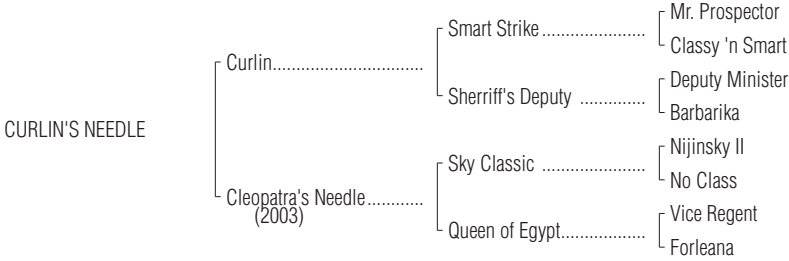 Mr. Prospector
Smart Strike ......................
Classy 'n Smart
Curlin................................
Deputy Minister
Sherriff's Deputy ..............
Barbarika
CURLIN'S NEEDLE
Nijinsky II
Sky Classic ......................
No Class
Cleopatra's Needle............
(2003)
Vice Regent
Queen of Egypt..................
Forleana